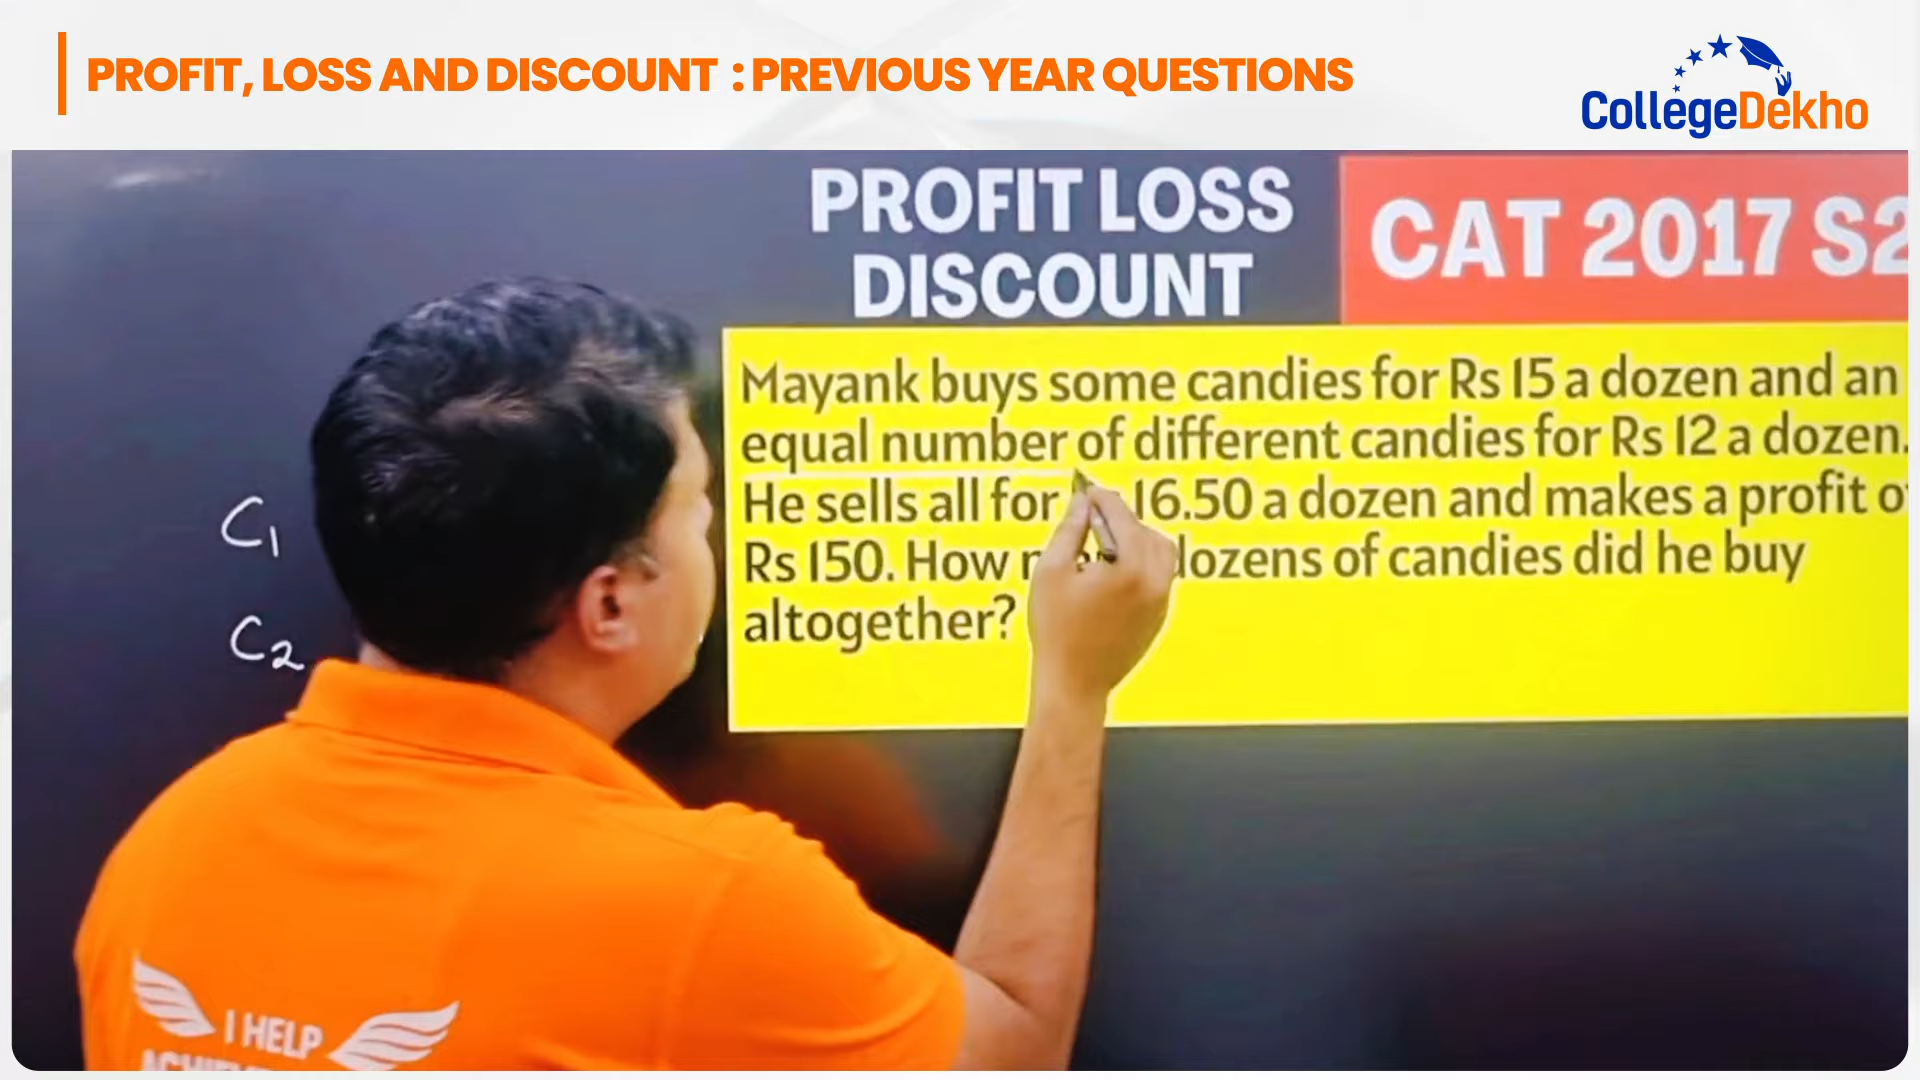 PROFIT, LOSS AND DISCOUNT : PREVIOUS YEAR QUESTIONS
CollegeDekho
PROFIT LOSS
DISCOUNT
CAT 2017 S2
Mayank buys some candies for Rs 15 a dozen and an
equal number of different candies for Rs 12 a dozen.
He sells all for 16.50 a dozen and makes a profit o
Rs 150. How dozens of candies did he buy
altogether?
C1
C2
I HELP